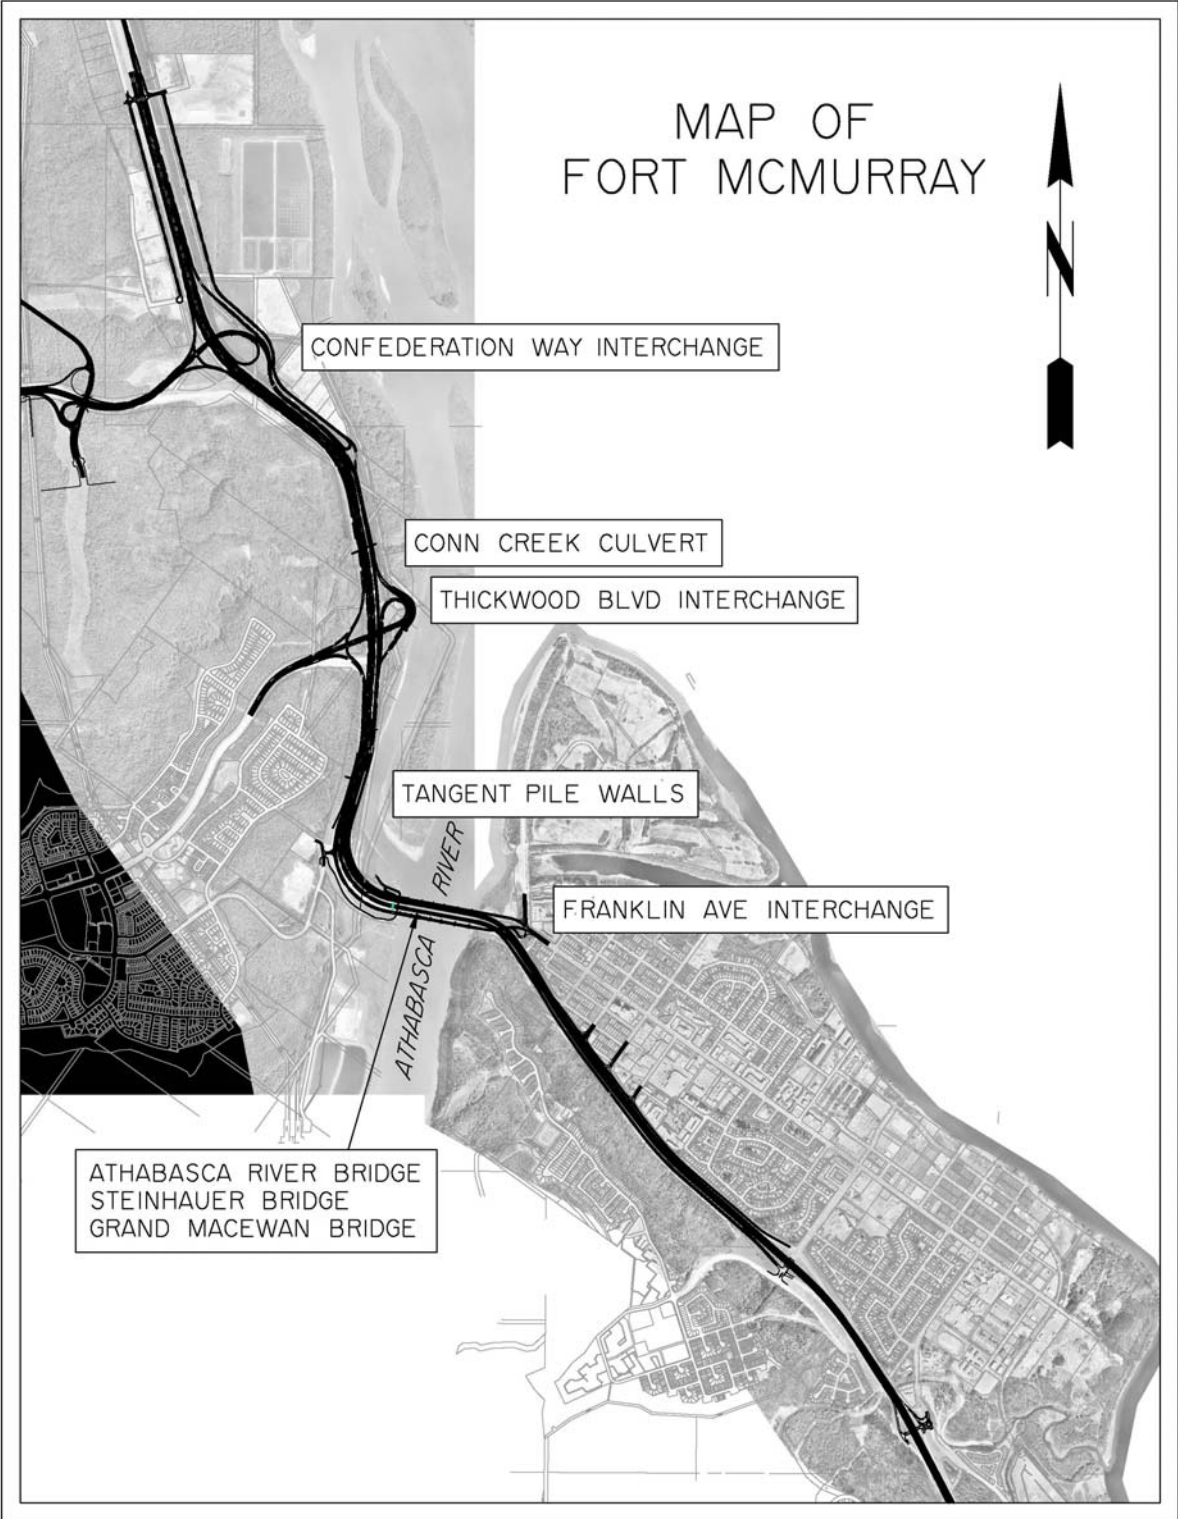 MAP OF
FORT MCMURRAY
N
CONFEDERATION WAY INTERCHANGE
CONN CREEK CULVERT
THICKWOOD BLVD INTERCHANGE
TANGENT PILE WALLS
ATHABASCA RIVER
FRANKLIN AVE INTERCHANGE
ATHABASCA RIVER BRIDGE
STEINHAUER BRIDGE
GRAND MACEWAN BRIDGE